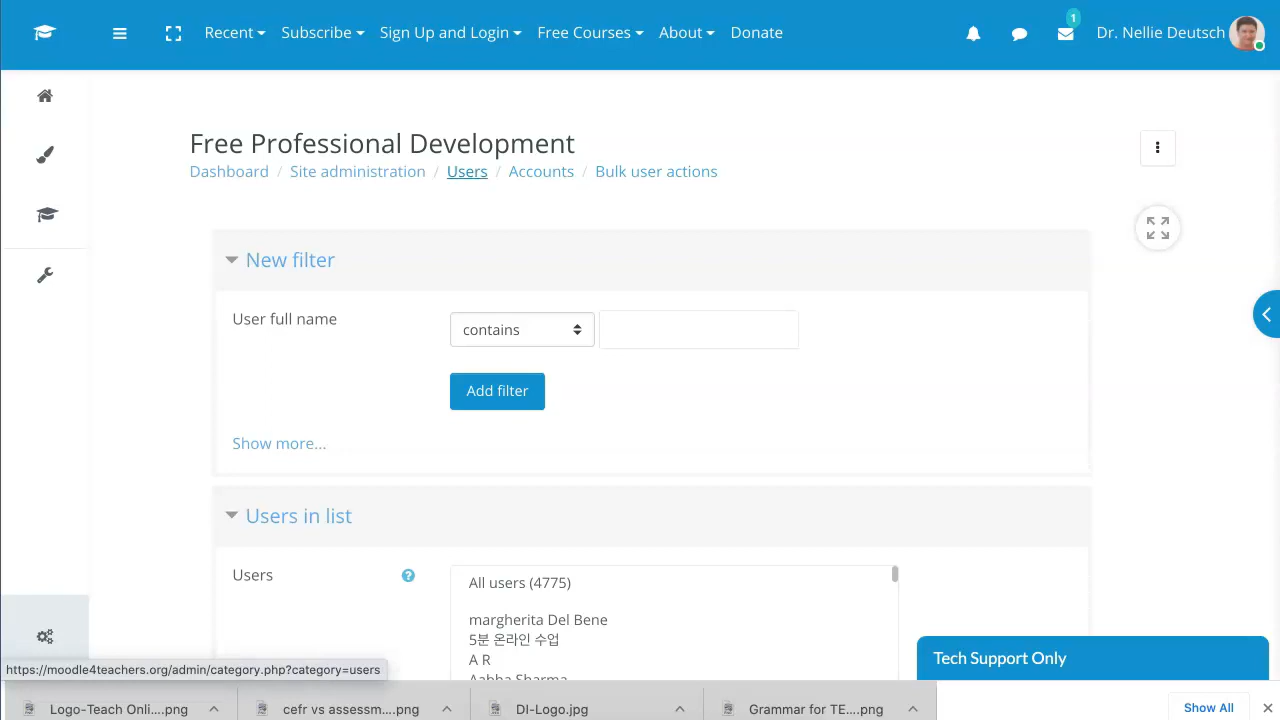 Recent Subscribe Sign Up and Login Free Courses About Donate 1 Dr. Nellie Deutsch
Free Professional Development
Dashboard / Site administration / Users / Accounts / Bulk user actions
New filter
User full name contains
Add filter
Show more...
Users in list
Users ? All users (4775)
margherita Del Bene
5분 온라인 수업
A R
Aabha Sharma
Tech Support Only
https://moodle4teachers.org/admin/category.php?category=users
Logo-Teach Onli....png cefr vs assessm....png DI-Logo.jpg Grammar for TE....png Show All